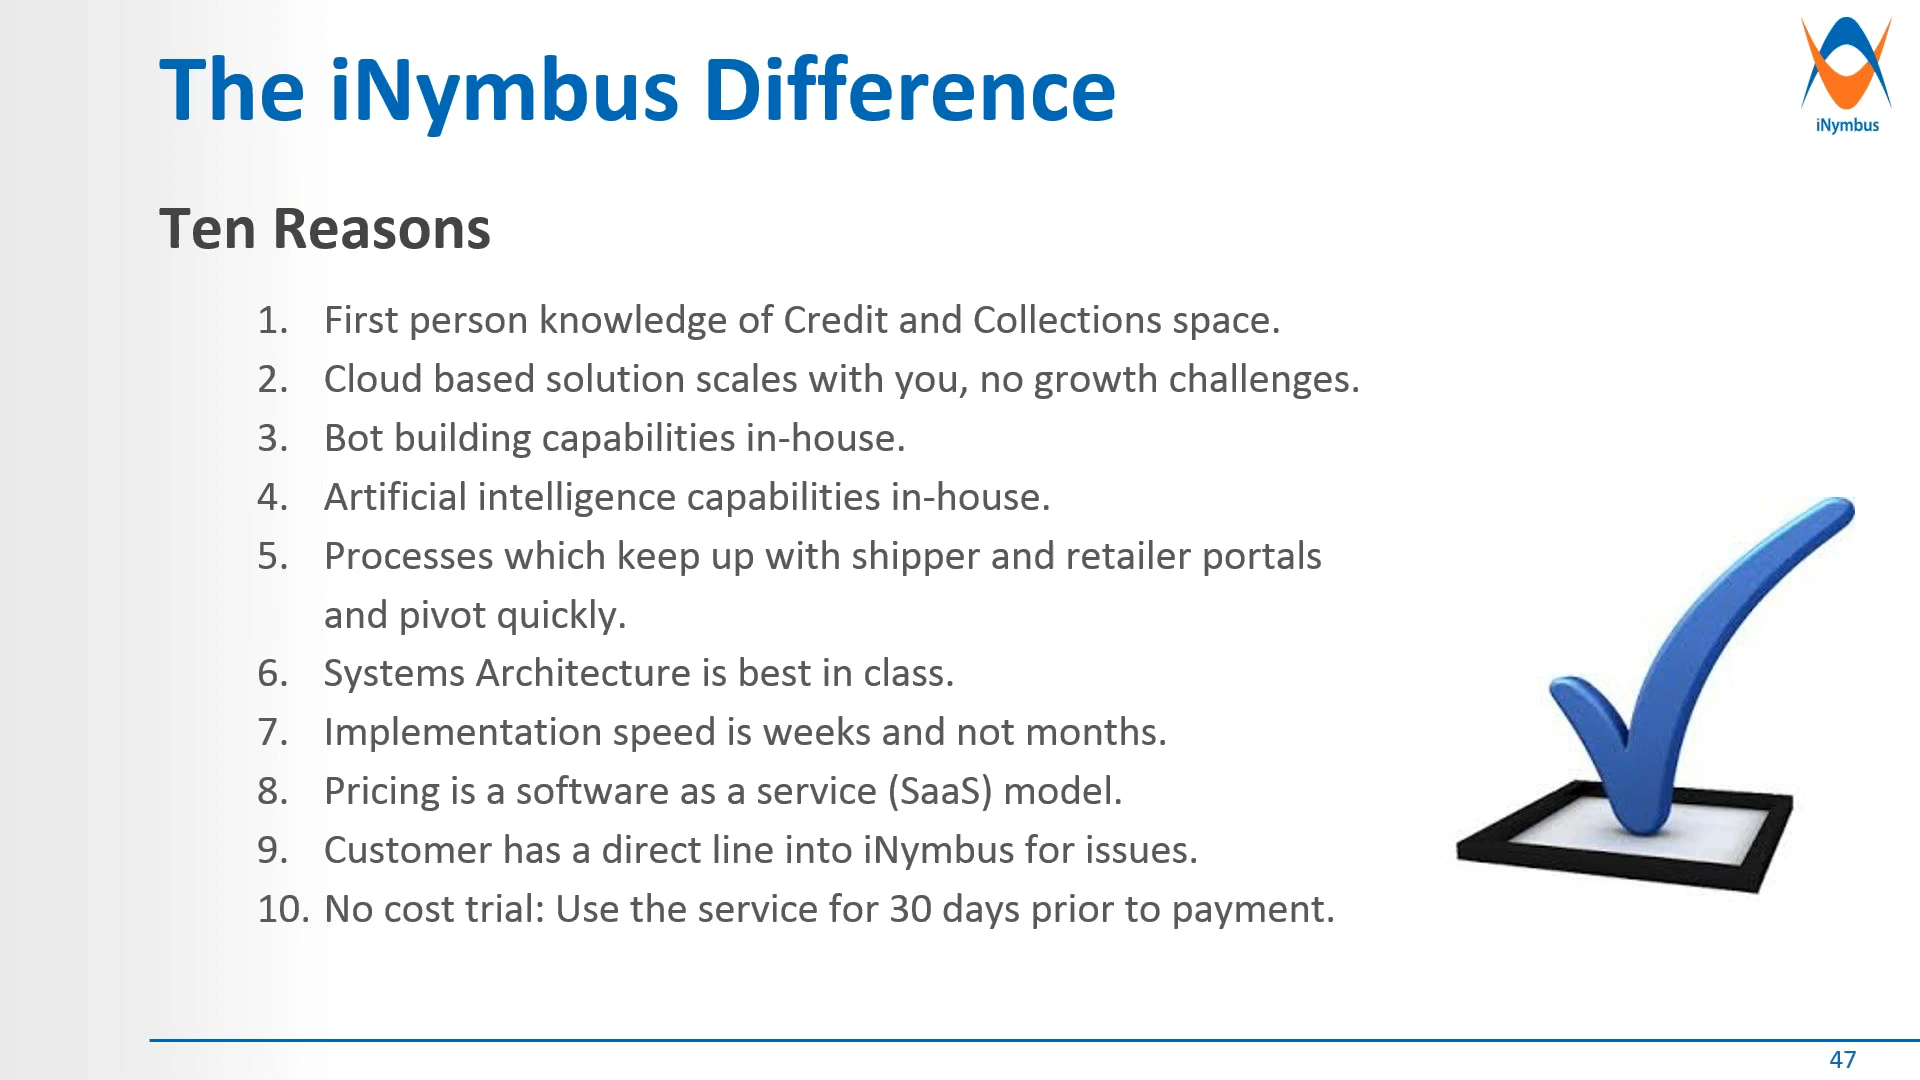 The iNymbus Difference
iNymbus
Ten Reasons
1. First person knowledge of Credit and Collections space.
2. Cloud based solution scales with you, no growth challenges.
3. Bot building capabilities in-house.
4. Artificial intelligence capabilities in-house.
5. Processes which keep up with shipper and retailer portals
and pivot quickly.
6. Systems Architecture is best in class.
7. Implementation speed is weeks and not months.
8. Pricing is a software as a service (SaaS) model.
9. Customer has a direct line into iNymbus for issues.
10. No cost trial: Use the service for 30 days prior to payment.
47